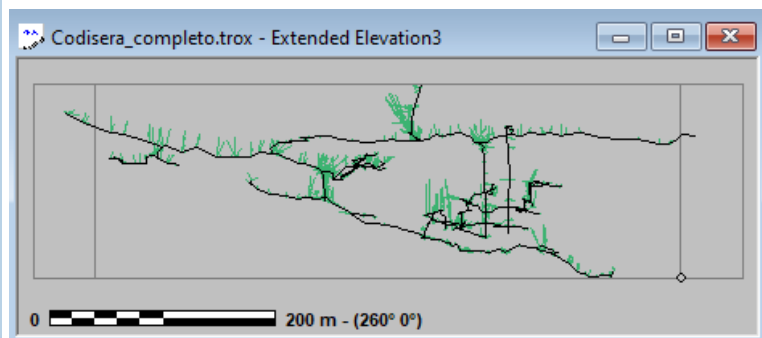 Codisera_completo.trox - Extended Elevation3
0 200 m - (260° 0°)